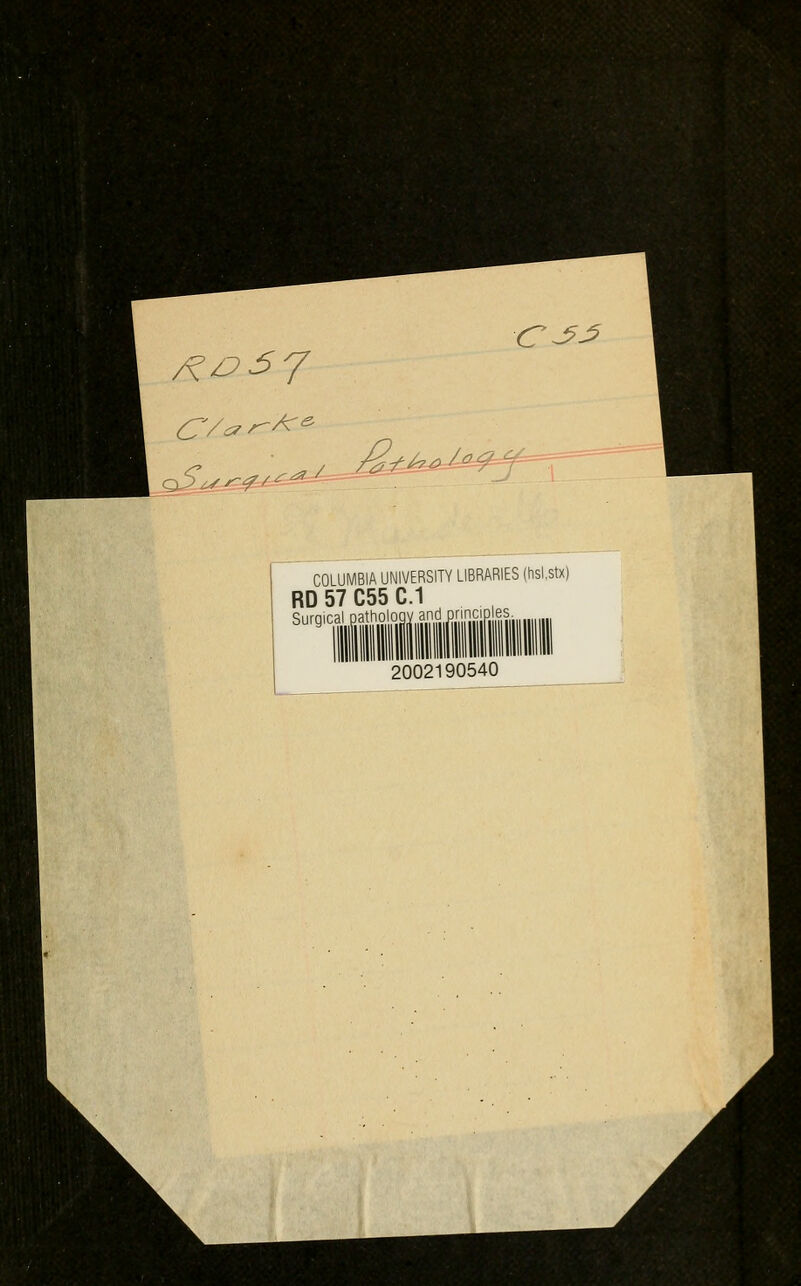 RD57 C55
Clarke
Surgical Pathology
COLUMBIA UNIVERSITY LIBRARIES (hsl,stx)
RD 57 C55 C.1
Surgical pathology and principles.
2002190540